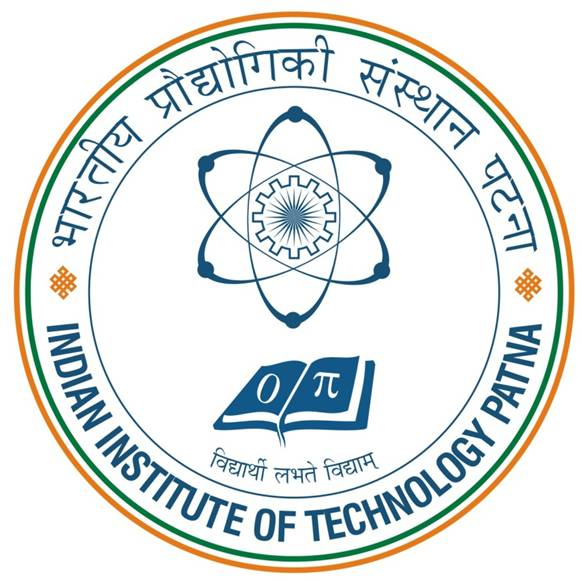 भारतीय प्रौद्योगिकी संस्थान पटना
O π
विद्यार्थी लभते विद्याम्
INDIAN INSTITUTE OF TECHNOLOGY PATNA